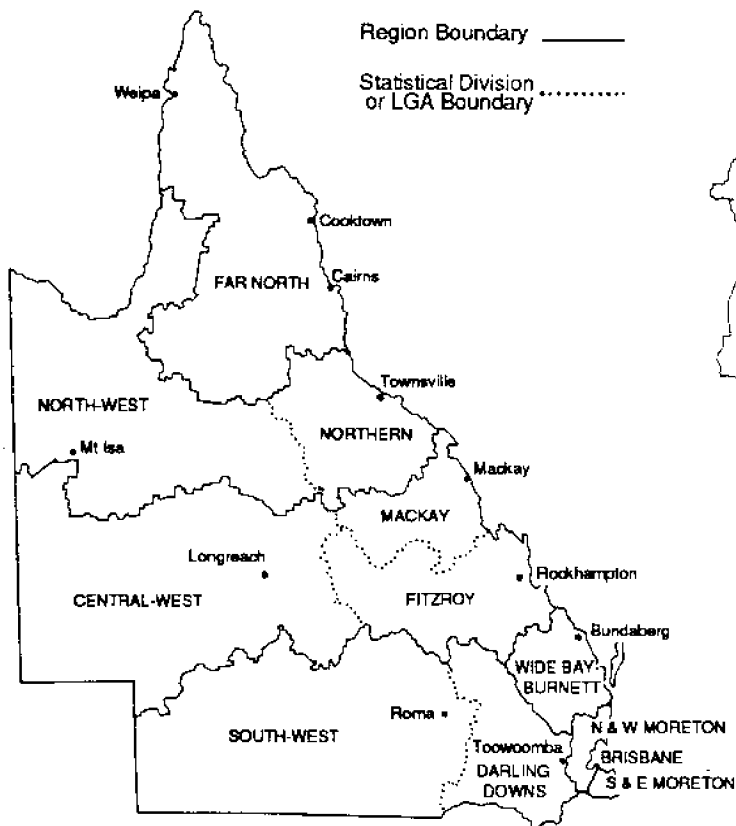 Region Boundary
Statistical Division
or LGA Boundary
Weipa
Cooktown
FAR NORTH
Cairns
Townsville
NORTH-WEST
NORTHERN
Mt Isa
Mackay
MACKAY
Longreach
Rockhampton
CENTRAL-WEST
FITZROY
Bundaberg
WIDE BAY-
BURNETT
Roma
N & W MORETON
SOUTH-WEST
Toowoomba
BRISBANE
DARLING
DOWNS
S & E MORETON